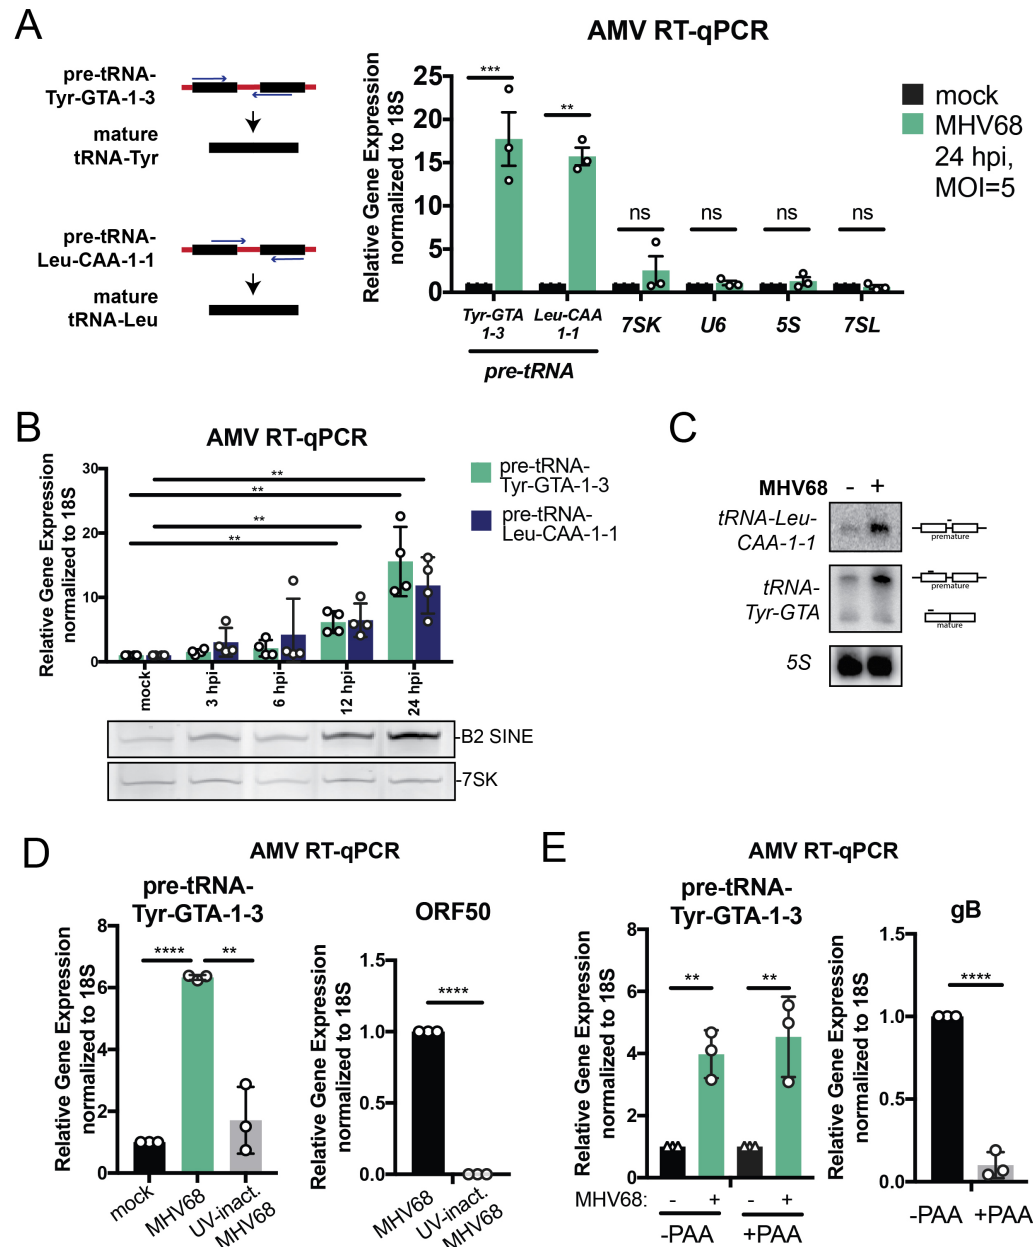 A
AMV RT-qPCR
pre-tRNA-
Tyr-GTA-1-3
mature
tRNA-Tyr
pre-tRNA-
Leu-CAA-1-1
mature
tRNA-Leu
Relative Gene Expression
normalized to 18S
25
20
15
10
5
0
***
**
ns
ns
ns
ns
Tyr-GTA
1-3
Leu-CAA
1-1
7SK
U6
5S
7SL
pre-tRNA
mock
MHV68
24 hpi,
MOI=5
B
AMV RT-qPCR
Relative Gene Expression
normalized to 18S
30
20
10
0
**
**
**
**
mock
3 hpi
6 hpi
12 hpi
24 hpi
pre-tRNA-
Tyr-GTA-1-3
pre-tRNA-
Leu-CAA-1-1
-B2 SINE
-7SK
C
MHV68 - +
tRNA-Leu-
CAA-1-1
premature
tRNA-
Tyr-GTA
premature
mature
5S
D
AMV RT-qPCR
pre-tRNA-
Tyr-GTA-1-3
Relative Gene Expression
normalized to 18S
8
6
4
2
0
****
**
mock
MHV68
UV-inact.
MHV68
ORF50
Relative Gene Expression
normalized to 18S
1.5
1.0
0.5
0.0
****
MHV68
UV-inact.
MHV68
E
AMV RT-qPCR
pre-tRNA-
Tyr-GTA-1-3
Relative Gene Expression
normalized to 18S
8
6
4
2
0
**
**
MHV68: - + - +
-PAA
+PAA
gB
Relative Gene Expression
normalized to 18S
1.5
1.0
0.5
0.0
****
-PAA
+PAA